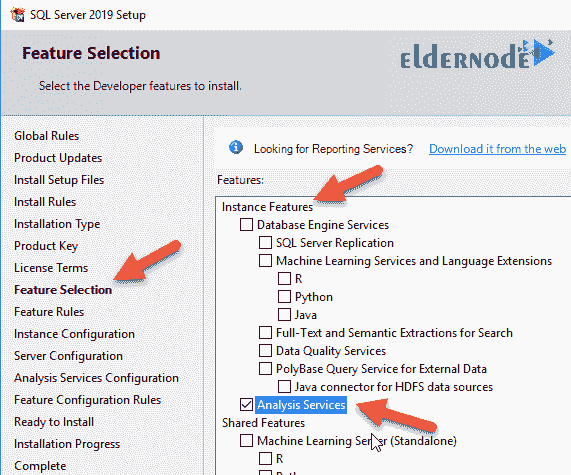 SQL Server 2019 Setup
Feature Selection
Select the Developer features to install.
eldernode
Global Rules
Product Updates
Install Setup Files
Install Rules
Installation Type
Product Key
License Terms
Feature Selection
Feature Rules
Instance Configuration
Server Configuration
Analysis Services Configuration
Feature Configuration Rules
Ready to Install
Installation Progress
Complete
Looking for Reporting Services? Download it from the web
Features:
Instance Features
Database Engine Services
SQL Server Replication
Machine Learning Services and Language Extensions
R
Python
Java
Full-Text and Semantic Extractions for Search
Data Quality Services
PolyBase Query Service for External Data
Java connector for HDFS data sources
Analysis Services
Shared Features
Machine Learning Server (Standalone)
R